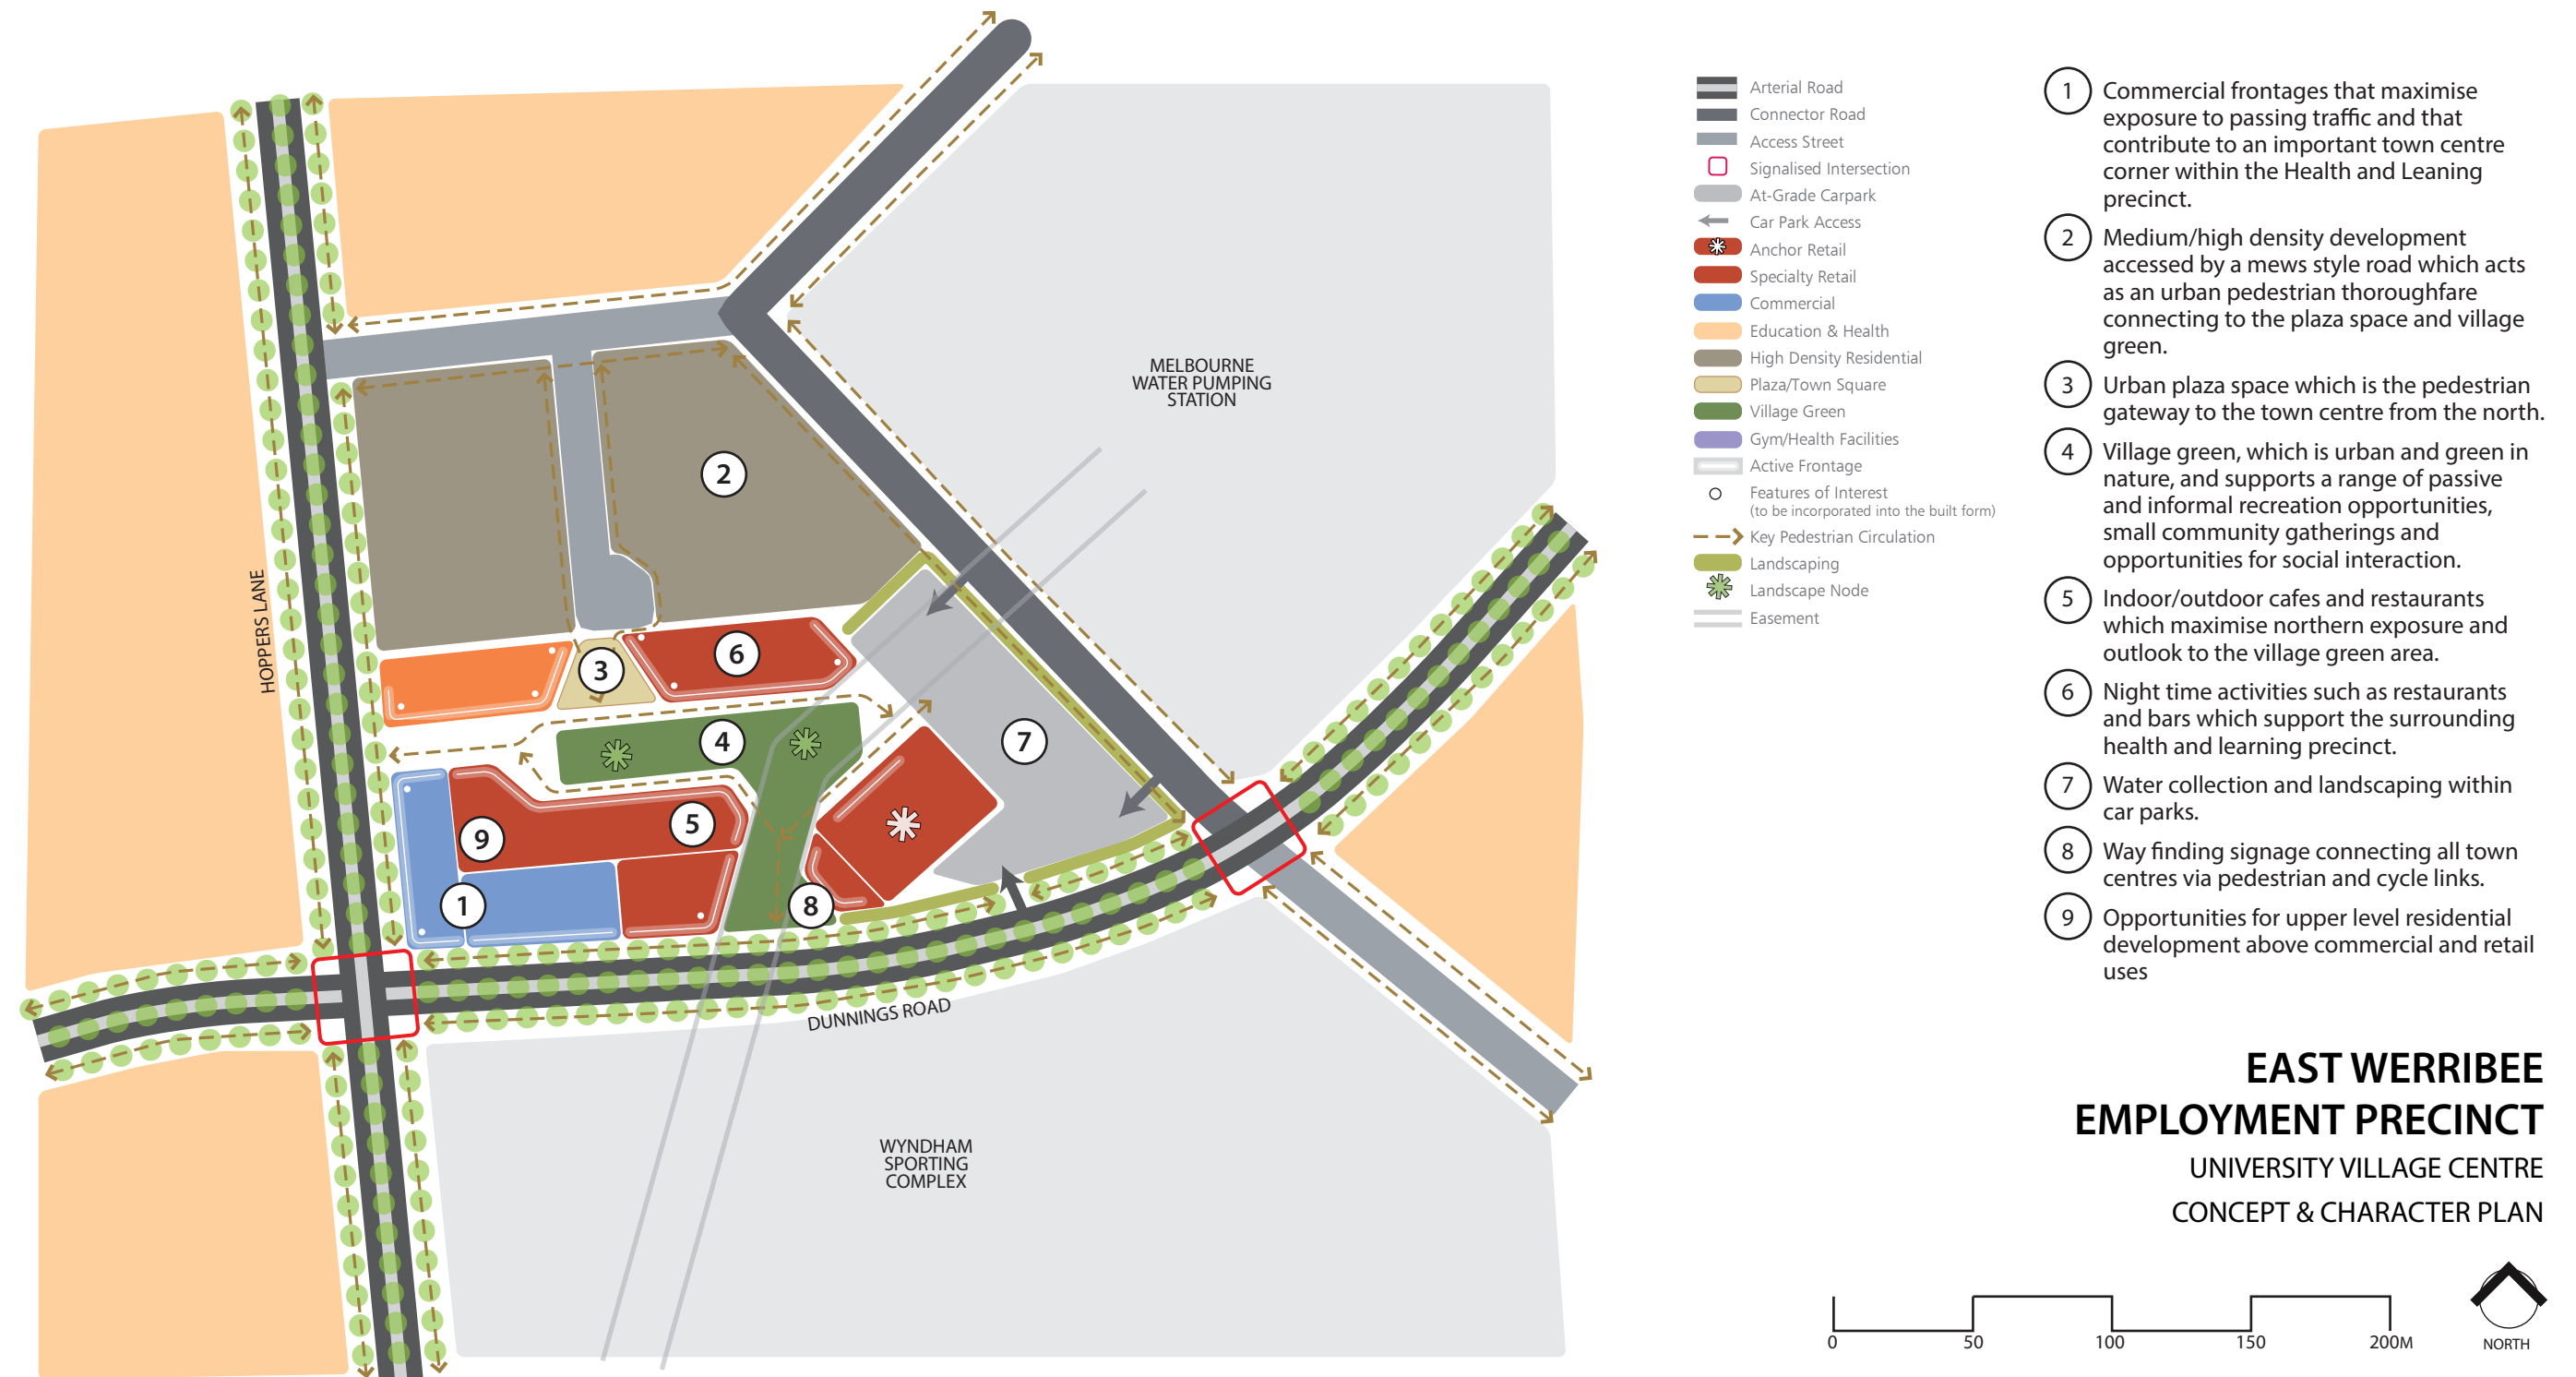 HOPPERS LANE
MELBOURNE
WATER PUMPING
STATION
2
6
3
4
7
9
5
1
8
DUNNINGS ROAD
WYNDHAM
SPORTING
COMPLEX
Arterial Road
Connector Road
Access Street
Signalised Intersection
At-Grade Carpark
Car Park Access
Anchor Retail
Specialty Retail
Commercial
Education & Health
High Density Residential
Plaza/Town Square
Village Green
Gym/Health Facilities
Active Frontage
Features of Interest
(to be incorporated into the built form)
Key Pedestrian Circulation
Landscaping
Landscape Node
Easement
1 Commercial frontages that maximise
exposure to passing traffic and that
contribute to an important town centre
corner within the Health and Leaning
precinct.
2 Medium/high density development
accessed by a mews style road which acts
as an urban pedestrian thoroughfare
connecting to the plaza space and village
green.
3 Urban plaza space which is the pedestrian
gateway to the town centre from the north.
4 Village green, which is urban and green in
nature, and supports a range of passive
and informal recreation opportunities,
small community gatherings and
opportunities for social interaction.
5 Indoor/outdoor cafes and restaurants
which maximise northern exposure and
outlook to the village green area.
6 Night time activities such as restaurants
and bars which support the surrounding
health and learning precinct.
7 Water collection and landscaping within
car parks.
8 Way finding signage connecting all town
centres via pedestrian and cycle links.
9 Opportunities for upper level residential
development above commercial and retail
uses
EAST WERRIBEE
EMPLOYMENT PRECINCT
UNIVERSITY VILLAGE CENTRE
CONCEPT & CHARACTER PLAN
0 50 100 150 200M
NORTH